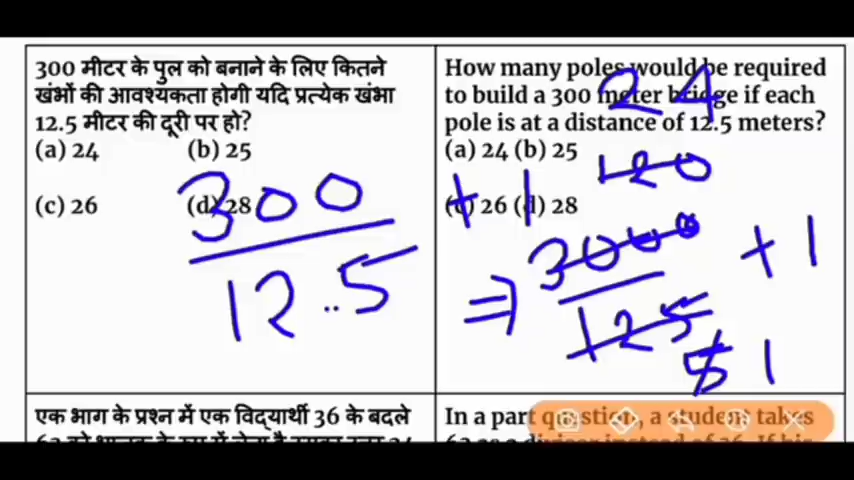 300 मीटर के पुल को बनाने के लिए कितने
खंभों की आवश्यकता होगी यदि प्रत्येक खंभा
12.5 मीटर की दूरी पर हो?
(a) 24 (b) 25
(c) 26 (d) 28
300
12.5
How many poles would be required
to build a 300 meter bridge if each
pole is at a distance of 12.5 meters?
(a) 24 (b) 25
(c) 26 (d) 28
24
120
+ 1
⇒ 3000 + 1
125
5 1
एक भाग के प्रश्न में एक विद्यार्थी 36 के बदले
In a part question, a student takes